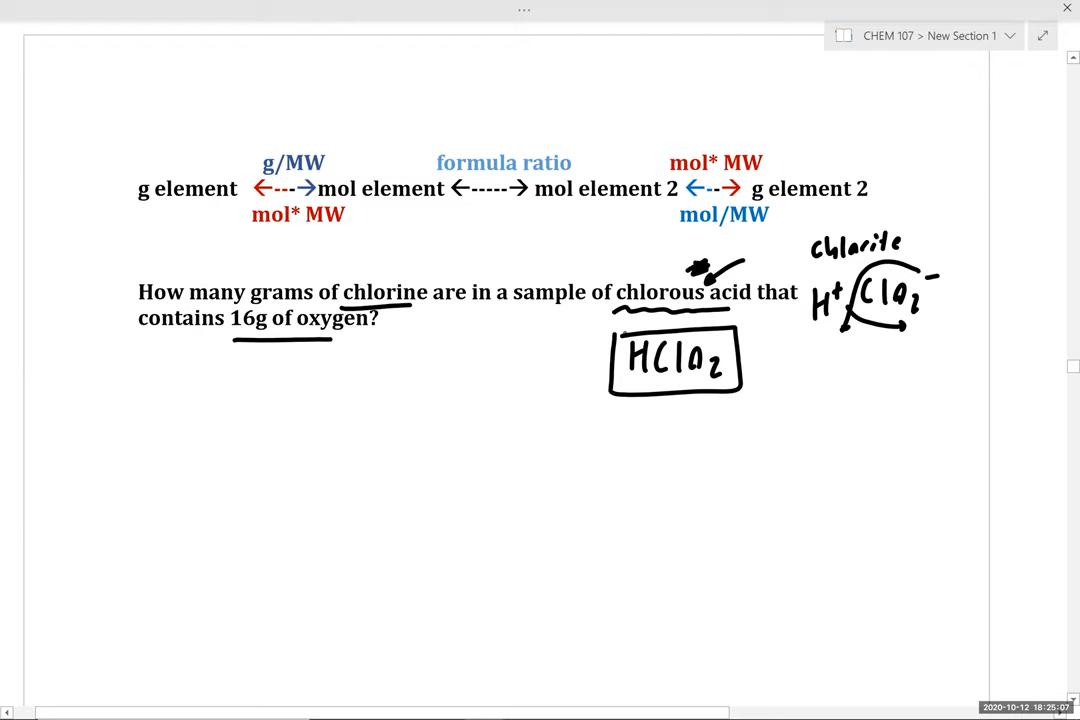 CHEM 107 > New Section 1
g/MW formula ratio mol* MW
g element mol element mol element 2 g element 2
mol* MW mol/MW
chlorite
How many grams of chlorine are in a sample of chlorous acid that
H+ ClO2-
contains 16g of oxygen?
HClO2
2020-10-12 18:25:07